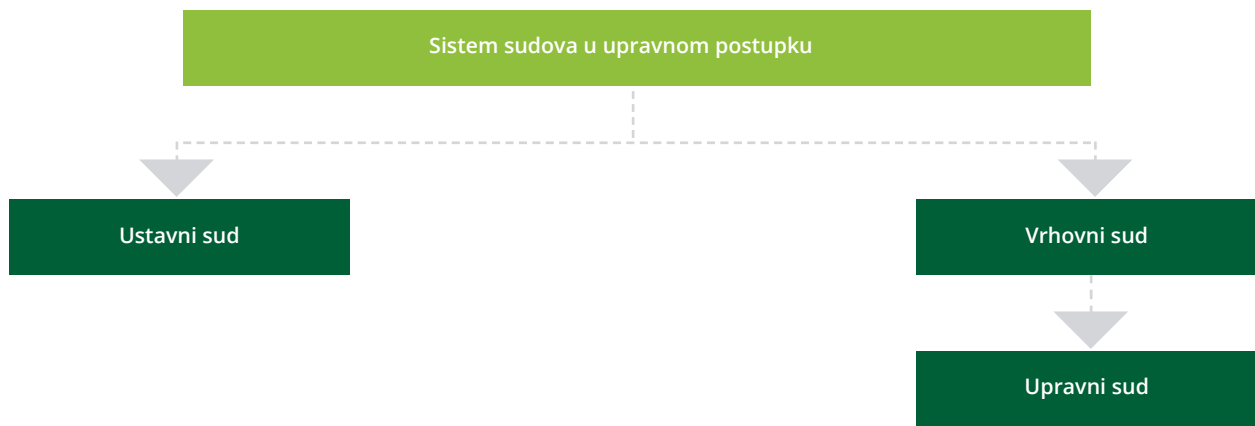 Sistem sudova u upravnom postupku
Ustavni sud
Vrhovni sud
Upravni sud